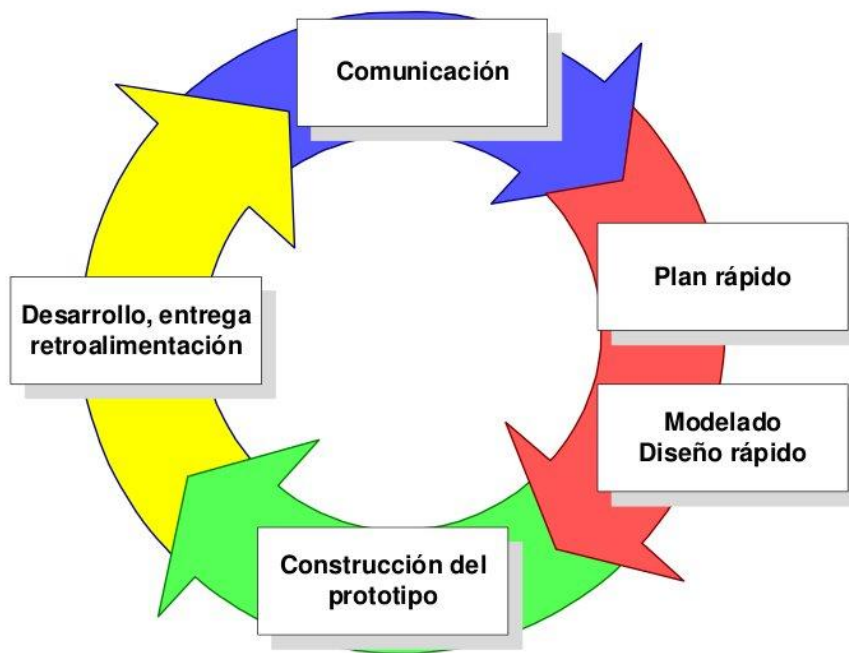 Comunicación
Plan rápido
Modelado
Diseño rápido
Construcción del
prototipo
Desarrollo, entrega
retroalimentación